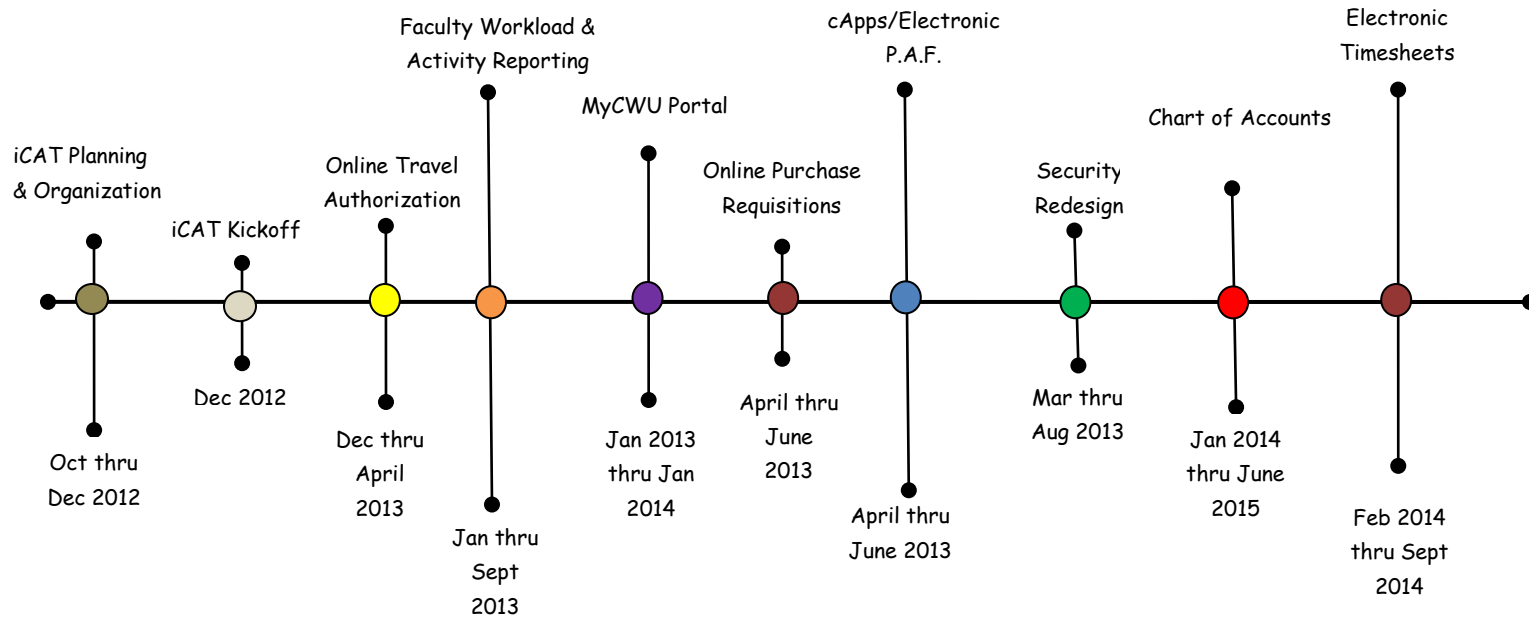 iCAT Planning
& Organization
Oct thru
Dec 2012
iCAT Kickoff
Dec 2012
Online Travel
Authorization
Dec thru
April
2013
Faculty Workload &
Activity Reporting
Jan thru
Sept
2013
MyCWU Portal
Jan 2013
thru Jan
2014
Online Purchase
Requisitions
April thru
June
2013
cApps/Electronic
P.A.F.
April thru
June 2013
Security
Redesign
Mar thru
Aug 2013
Chart of Accounts
Jan 2014
thru June
2015
Electronic
Timesheets
Feb 2014
thru Sept
2014